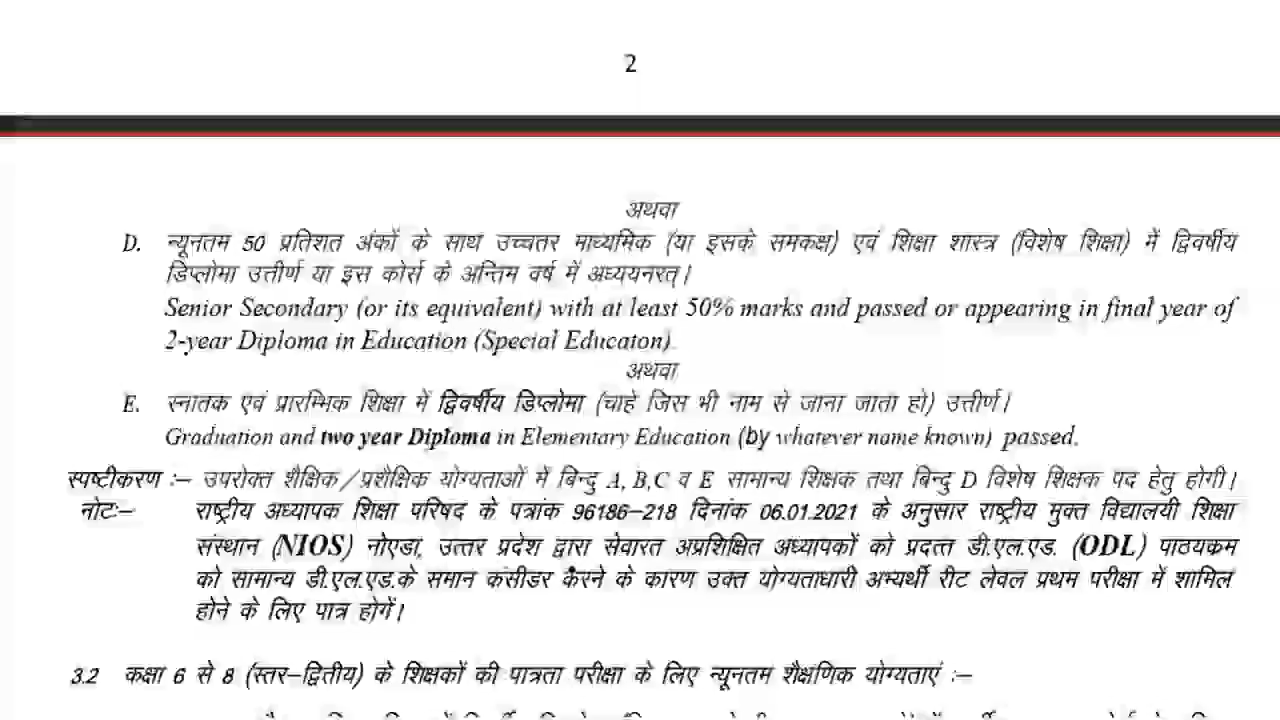 2
अथवा
D. न्यूनतम 50 प्रतिशत अंकों के साथ उच्चतर माध्यमिक (या इसके समकक्ष) एवं शिक्षा शास्त्र (विशेष शिक्षा) में द्विवर्षीय
डिप्लोमा उत्तीर्ण या इस कोर्स के अन्तिम वर्ष में अध्ययनरत्।
Senior Secondary (or its equivalent) with at least 50% marks and passed or appearing in final year of
2-year Diploma in Education (Special Educaton).
अथवा
E. स्नातक एवं प्रारम्भिक शिक्षा में द्विवर्षीय डिप्लोमा (चाहे जिस भी नाम से जाना जाता हो) उत्तीर्ण।
Graduation and two year Diploma in Elementary Education (by whatever name known) passed.
स्पष्टीकरण :– उपरोक्त शैक्षिक/प्रशैक्षिक योग्यताओं में बिन्दु A, B,C व E सामान्य शिक्षक तथा बिन्दु D विशेष शिक्षक पद हेतु होगी।
नोटः– राष्ट्रीय अध्यापक शिक्षा परिषद के पत्रांक 96186–218 दिनांक 06.01.2021 के अनुसार राष्ट्रीय मुक्त विद्यालयी शिक्षा
संस्थान (NIOS) नोएडा, उत्तर प्रदेश द्वारा सेवारत अप्रशिक्षित अध्यापकों को प्रदत्त डी.एल.एड. (ODL) पाठयकम
को सामान्य डी.एल.एड.के समान कंसीडर कैरने के कारण उक्त योग्यताधारी अभ्यर्थी रीट लेवल प्रथम परीक्षा में शामिल
होने के लिए पात्र होगें।
3.2 कक्षा 6 से 8 (स्तर–द्वितीय) के शिक्षकों की पात्रता परीक्षा के लिए न्यूनतम शैक्षणिक योग्यताएं :–